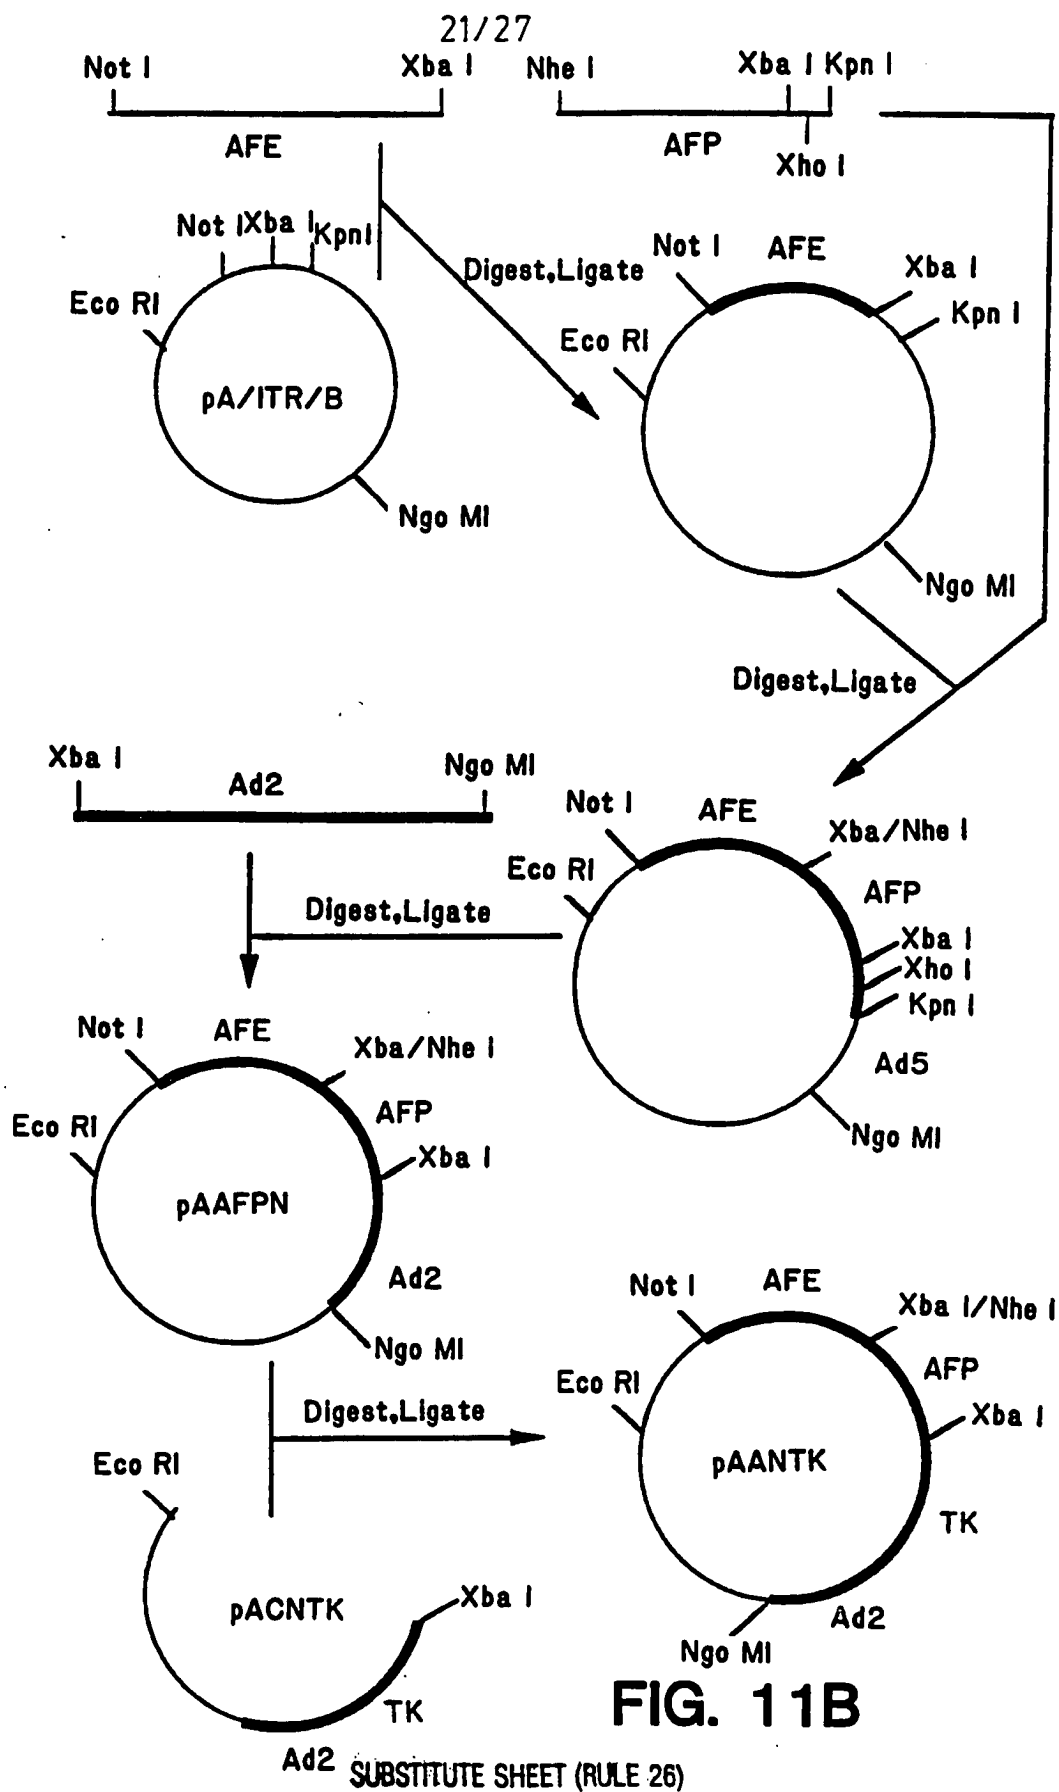 21/27
Not I
Xba I
Nhe I
Xba I Kpn I
AFE
AFP
Xho I
Not I Xba I KpnI
Eco RI
pA/ITR/B
Ngo MI
Digest,Ligate
Not I
AFE
Xba I
Kpn I
Eco RI
Ngo MI
Digest,Ligate
Xba I
Ad2
Ngo MI
Not I
AFE
Xba/Nhe I
Eco RI
AFP
Xba I
Xho I
Kpn I
Ad5
Ngo MI
Digest,Ligate
Not I
AFE
Xba/Nhe I
Eco RI
AFP
Xba I
pAAFPN
Ad2
Ngo MI
Digest,Ligate
Eco RI
pACNTK
Xba I
TK
Ad2
Not I
AFE
Xba I/Nhe I
Eco RI
AFP
Xba I
pAANTK
TK
Ad2
Ngo MI
FIG. 11B
SUBSTITUTE SHEET (RULE 26)